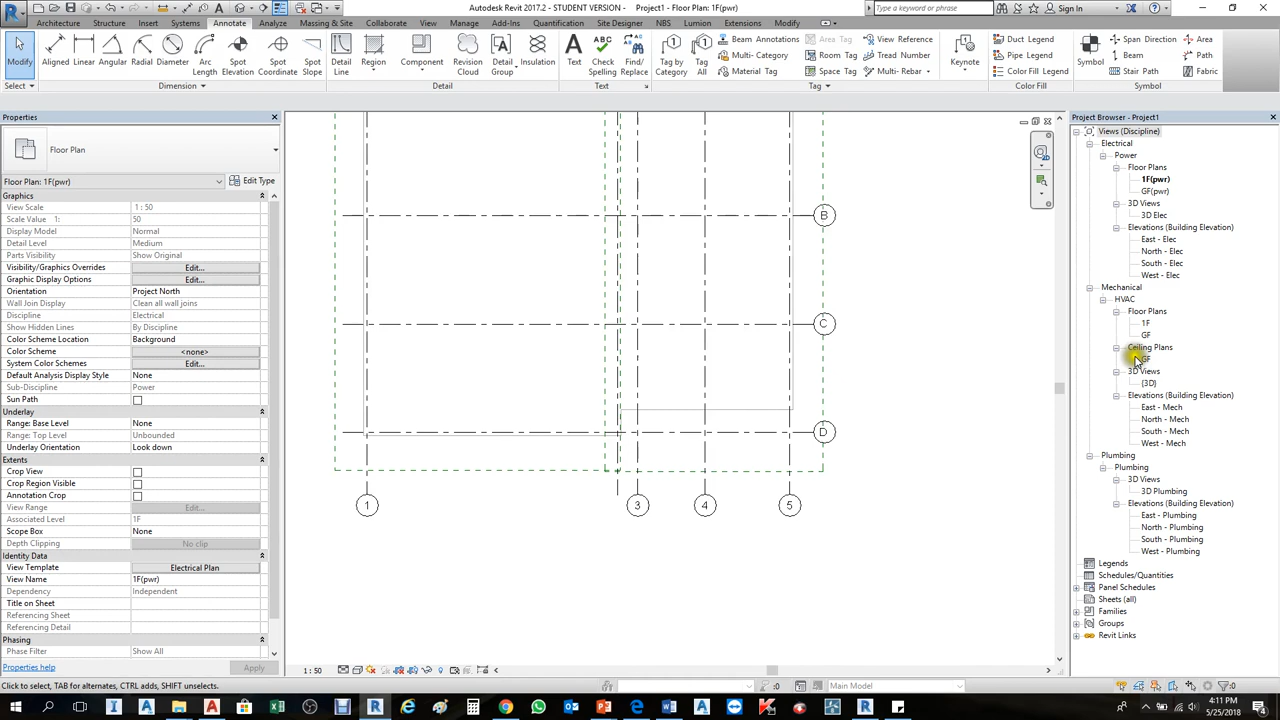 Autodesk Revit 2017.2 - STUDENT VERSION - Project1 - Floor Plan: 1F(pwr)
Type a keyword or phrase
Sign In
Architecture Structure Insert Systems Annotate Analyze Massing & Site Collaborate View Manage Add-Ins Quantification Site Designer NBS Lumion Extensions Modify
Modify
Aligned
Linear
Angular
Radial
Diameter
Arc Length
Spot Elevation
Spot Coordinate
Spot Slope
Detail Line
Region
Component
Revision Cloud
Detail Group
Insulation
Text
Check Spelling
Find/ Replace
Tag by Category
Tag All
Beam Annotations
Multi- Category
Material Tag
Area Tag
Room Tag
Space Tag
View Reference
Tread Number
Multi- Rebar
Keynote
Duct Legend
Pipe Legend
Color Fill Legend
Symbol
Span Direction
Beam
Stair Path
Area
Path
Fabric
Select
Dimension
Detail
Text
Tag
Color Fill
Symbol
Properties
Floor Plan
Floor Plan: 1F(pwr)
Edit Type
Graphics
View Scale 1 : 50
Scale Value 1: 50
Display Model Normal
Detail Level Medium
Parts Visibility Show Original
Visibility/Graphics Overrides Edit...
Graphic Display Options Edit...
Orientation Project North
Wall Join Display Clean all wall joins
Discipline Electrical
Show Hidden Lines By Discipline
Color Scheme Location Background
Color Scheme <none>
System Color Schemes Edit...
Default Analysis Display Style None
Sub-Discipline Power
Sun Path
Underlay
Range: Base Level None
Range: Top Level Unbounded
Underlay Orientation Look down
Extents
Crop View
Crop Region Visible
Annotation Crop
View Range Edit...
Associated Level 1F
Scope Box None
Depth Clipping No clip
Identity Data
View Template Electrical Plan
View Name 1F(pwr)
Dependency Independent
Title on Sheet
Referencing Sheet
Referencing Detail
Phasing
Phase Filter Show All
Properties help
Apply
B
C
D
1
3
4
5
1 : 50
Project Browser - Project1
Views (Discipline)
Electrical
Power
Floor Plans
1F(pwr)
GF(pwr)
3D Views
3D Elec
Elevations (Building Elevation)
East - Elec
North - Elec
South - Elec
West - Elec
Mechanical
HVAC
Floor Plans
1F
GF
Ceiling Plans
GF
3D Views
{3D}
Elevations (Building Elevation)
East - Mech
North - Mech
South - Mech
West - Mech
Plumbing
Plumbing
3D Views
3D Plumbing
Elevations (Building Elevation)
East - Plumbing
North - Plumbing
South - Plumbing
West - Plumbing
Legends
Schedules/Quantities
Panel Schedules
Sheets (all)
Families
Groups
Revit Links
Click to select, TAB for alternates, CTRL adds, SHIFT unselects.
:0
Main Model
:0
4:11 PM
5/25/2018